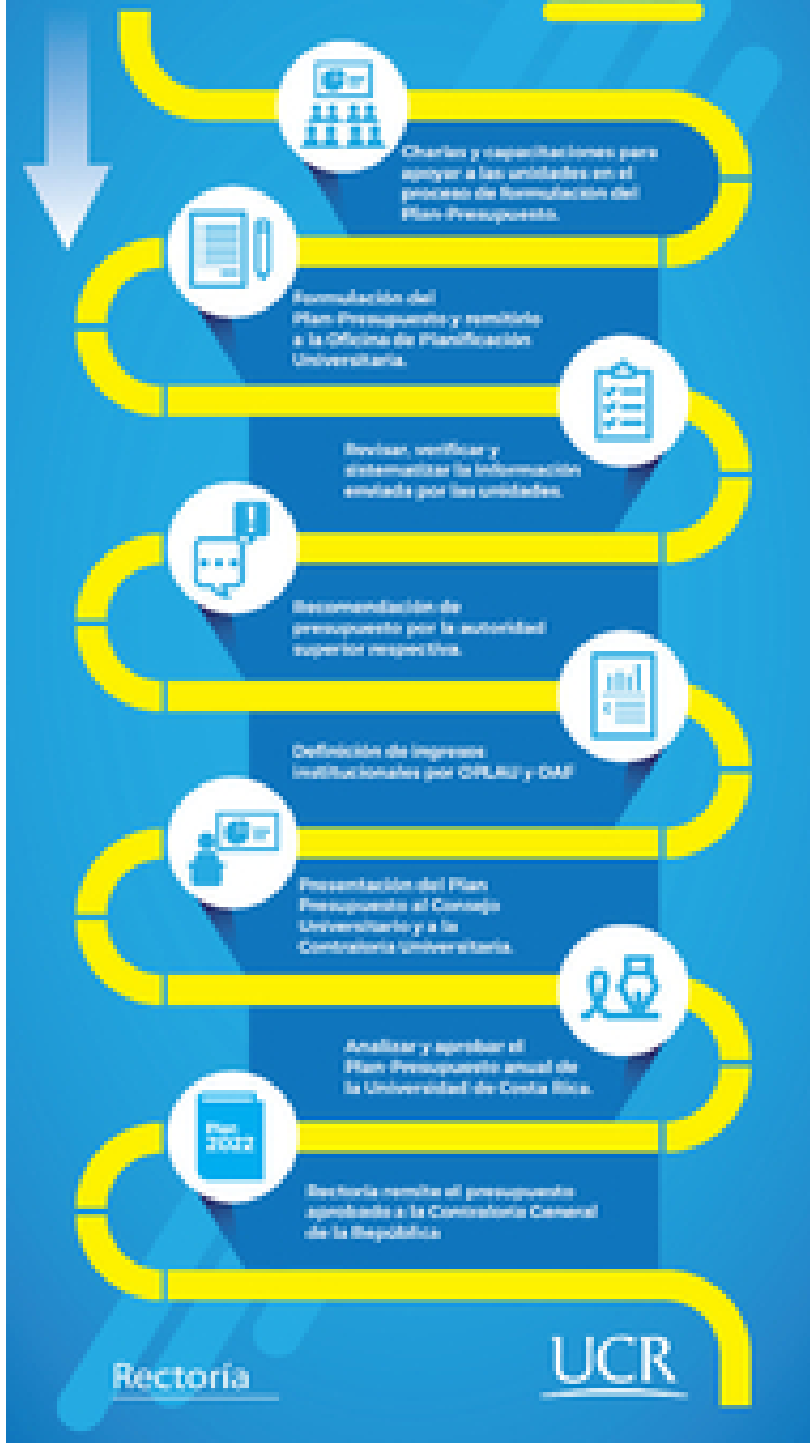 Charlas y capacitaciones para
apoyar a las unidades en el
proceso de formulación del
Plan-Presupuesto.
Formulación del
Plan Presupuesto y remitirlo
a la Oficina de Planificación
Universitaria.
Revisar, verificar y
sistematizar la información
enviada por las unidades.
Recomendación de
presupuesto por la autoridad
superior respectiva.
Definición de ingresos
institucionales por OPLAU y OAF
Presentación del Plan
Presupuesto al Consejo
Universitario y a la
Contraloría Universitaria.
Analizar y aprobar el
Plan-Presupuesto anual de
la Universidad de Costa Rica.
Plan
2022
Rectoría remite el presupuesto
aprobado a la Contraloría General
de la República
Rectoría
UCR